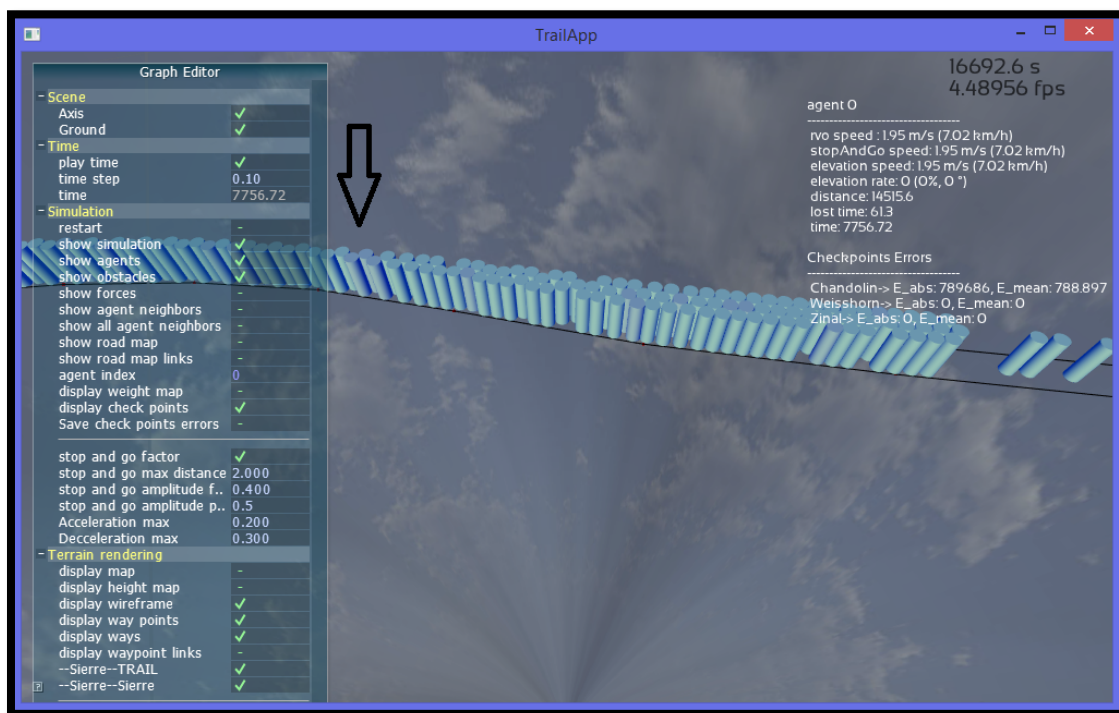 TrailApp
Graph Editor
Scene
Axis
Ground
Time
play time
time step 0.10
time 7756.72
Simulation
restart -
show simulation
show agents
show obstacles
show forces -
show agent neighbors -
show all agent neighbors -
show road map -
show road map links -
agent index 0
display weight map -
display check points
Save check points errors -
stop and go factor
stop and go max distance 2.000
stop and go amplitude f.. 0.400
stop and go amplitude p.. 0.5
Acceleration max 0.200
Decceleration max 0.300
Terrain rendering
display map -
display height map -
display wireframe
display way points
display ways
display waypoint links -
--Sierre--TRAIL
--Sierre--Sierre
?
16692.6 s
4.48956 fps
agent 0
------------------------------------
rvo speed : 1.95 m/s (7.02 km/h)
stopAndGo speed: 1.95 m/s (7.02 km/h)
elevation speed: 1.95 m/s (7.02 km/h)
elevation rate: 0 (0%, 0 °)
distance: 14515.6
lost time: 61.3
time: 7756.72
Checkpoints Errors
------------------------------------
Chandolin-> E_abs: 789686, E_mean: 788.897
Weisshorn-> E_abs: 0, E_mean: 0
Zinal-> E_abs: 0, E_mean: 0